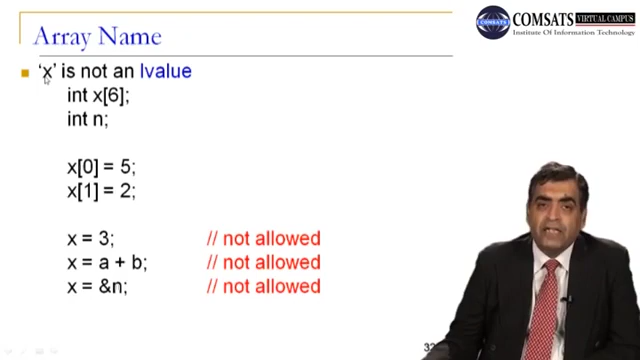 Array Name
COMSATS VIRTUAL CAMPUS
Institute Of Information Technology
'x' is not an lvalue
int x[6];
int n;
x[0] = 5;
x[1] = 2;
x = 3; // not allowed
x = a + b; // not allowed
x = &n; // not allowed
32